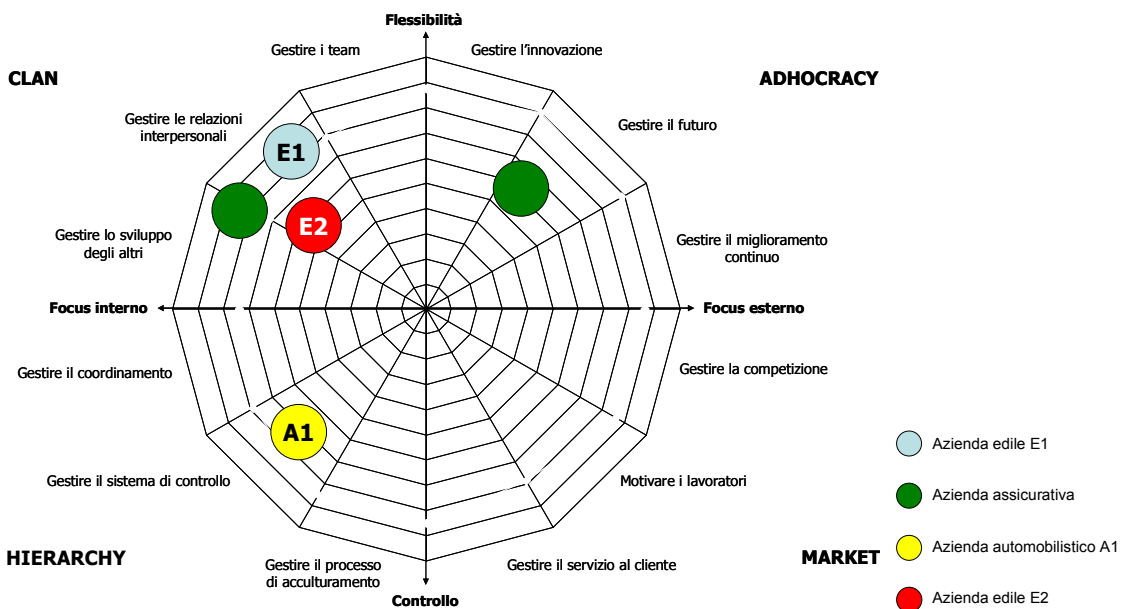 Flessibilità
Gestire i team
Gestire l'innovazione
CLAN
ADHOCRACY
Gestire le relazioni
interpersonali
Gestire il futuro
E1
E2
Gestire lo sviluppo
degli altri
Gestire il miglioramento
continuo
Focus interno
Focus esterno
Gestire il coordinamento
Gestire la competizione
A1
Azienda edile E1
Gestire il sistema di controllo
Motivare i lavoratori
Azienda assicurativa
HIERARCHY
Gestire il processo
di acculturamento
Gestire il servizio al cliente
MARKET
Azienda automobilistico A1
Controllo
Azienda edile E2